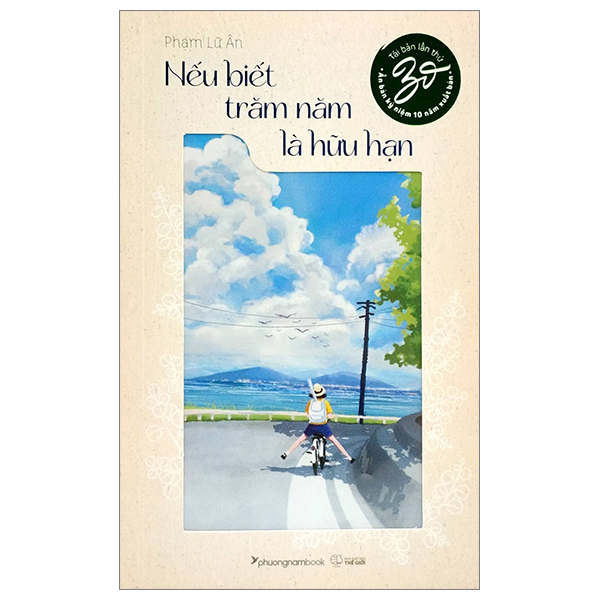 Phạm Lữ Ân
Nếu biết
trăm năm
là hữu hạn
Tái bản lần thứ
30
• Ấn bản kỷ niệm 10 năm xuất bản •
phuongnambook
THẾ GIỚI